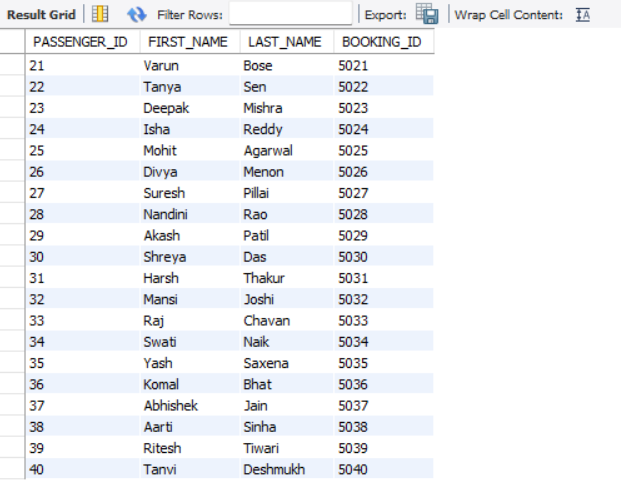 Result Grid Filter Rows: Export: Wrap Cell Content: IA
PASSENGER_ID FIRST_NAME LAST_NAME BOOKING_ID
21 Varun Bose 5021
22 Tanya Sen 5022
23 Deepak Mishra 5023
24 Isha Reddy 5024
25 Mohit Agarwal 5025
26 Divya Menon 5026
27 Suresh Pillai 5027
28 Nandini Rao 5028
29 Akash Patil 5029
30 Shreya Das 5030
31 Harsh Thakur 5031
32 Mansi Joshi 5032
33 Raj Chavan 5033
34 Swati Naik 5034
35 Yash Saxena 5035
36 Komal Bhat 5036
37 Abhishek Jain 5037
38 Aarti Sinha 5038
39 Ritesh Tiwari 5039
40 Tanvi Deshmukh 5040